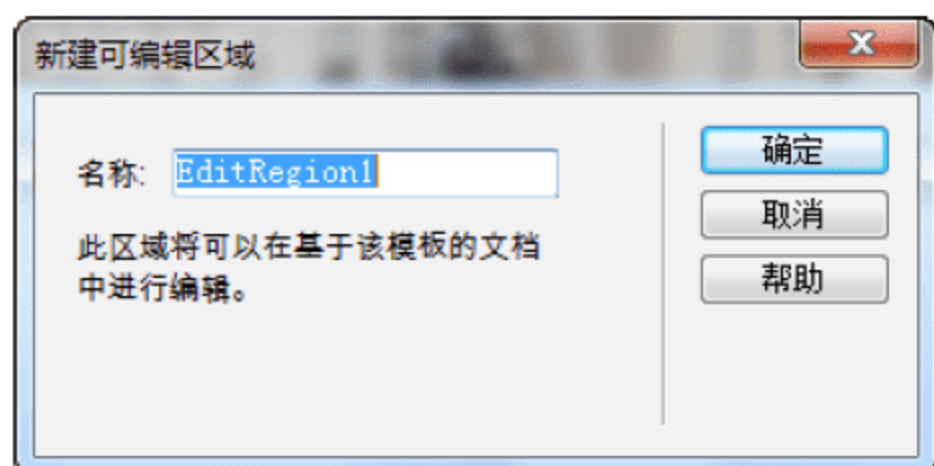 新建可编辑区域
名称: EditRegion1
此区域将可以在基于该模板的文档
中进行编辑。
确定
取消
帮助